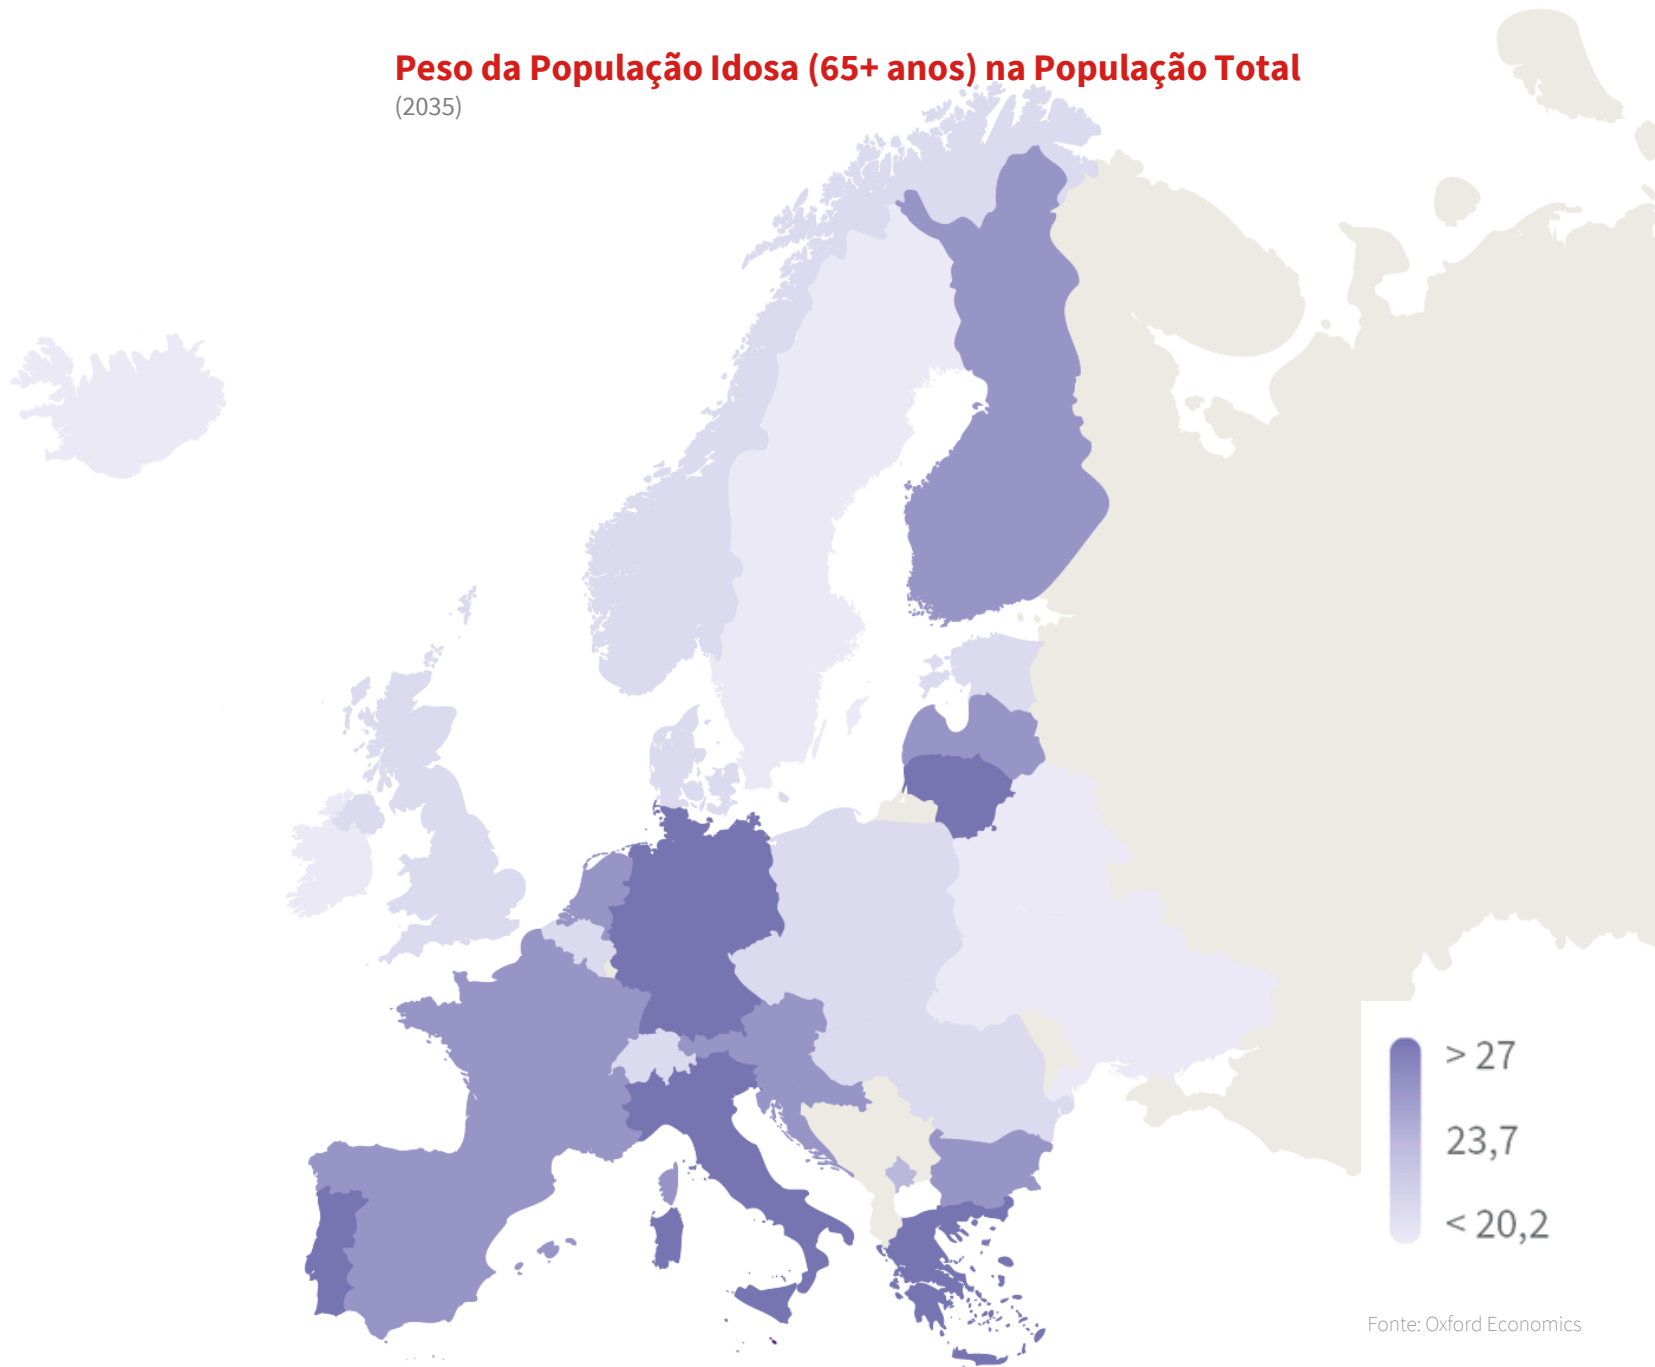 Peso da População Idosa (65+ anos) na População Total
(2035)
> 27
23,7
< 20,2
Fonte: Oxford Economics